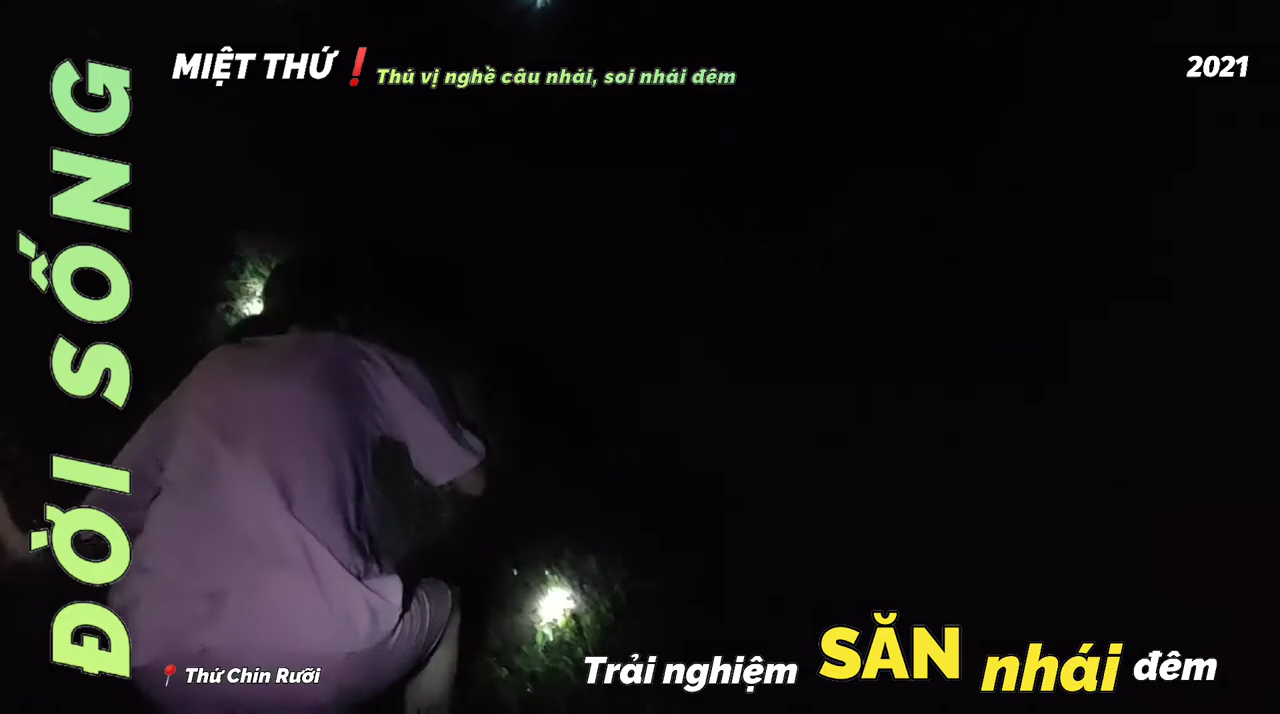 ĐỜI SỐNG
MIỆT THỨ❗Thú vị nghề câu nhái, soi nhái đêm
2021
📍 Thứ Chín Rưỡi
Trải nghiệm SĂN nhái đêm